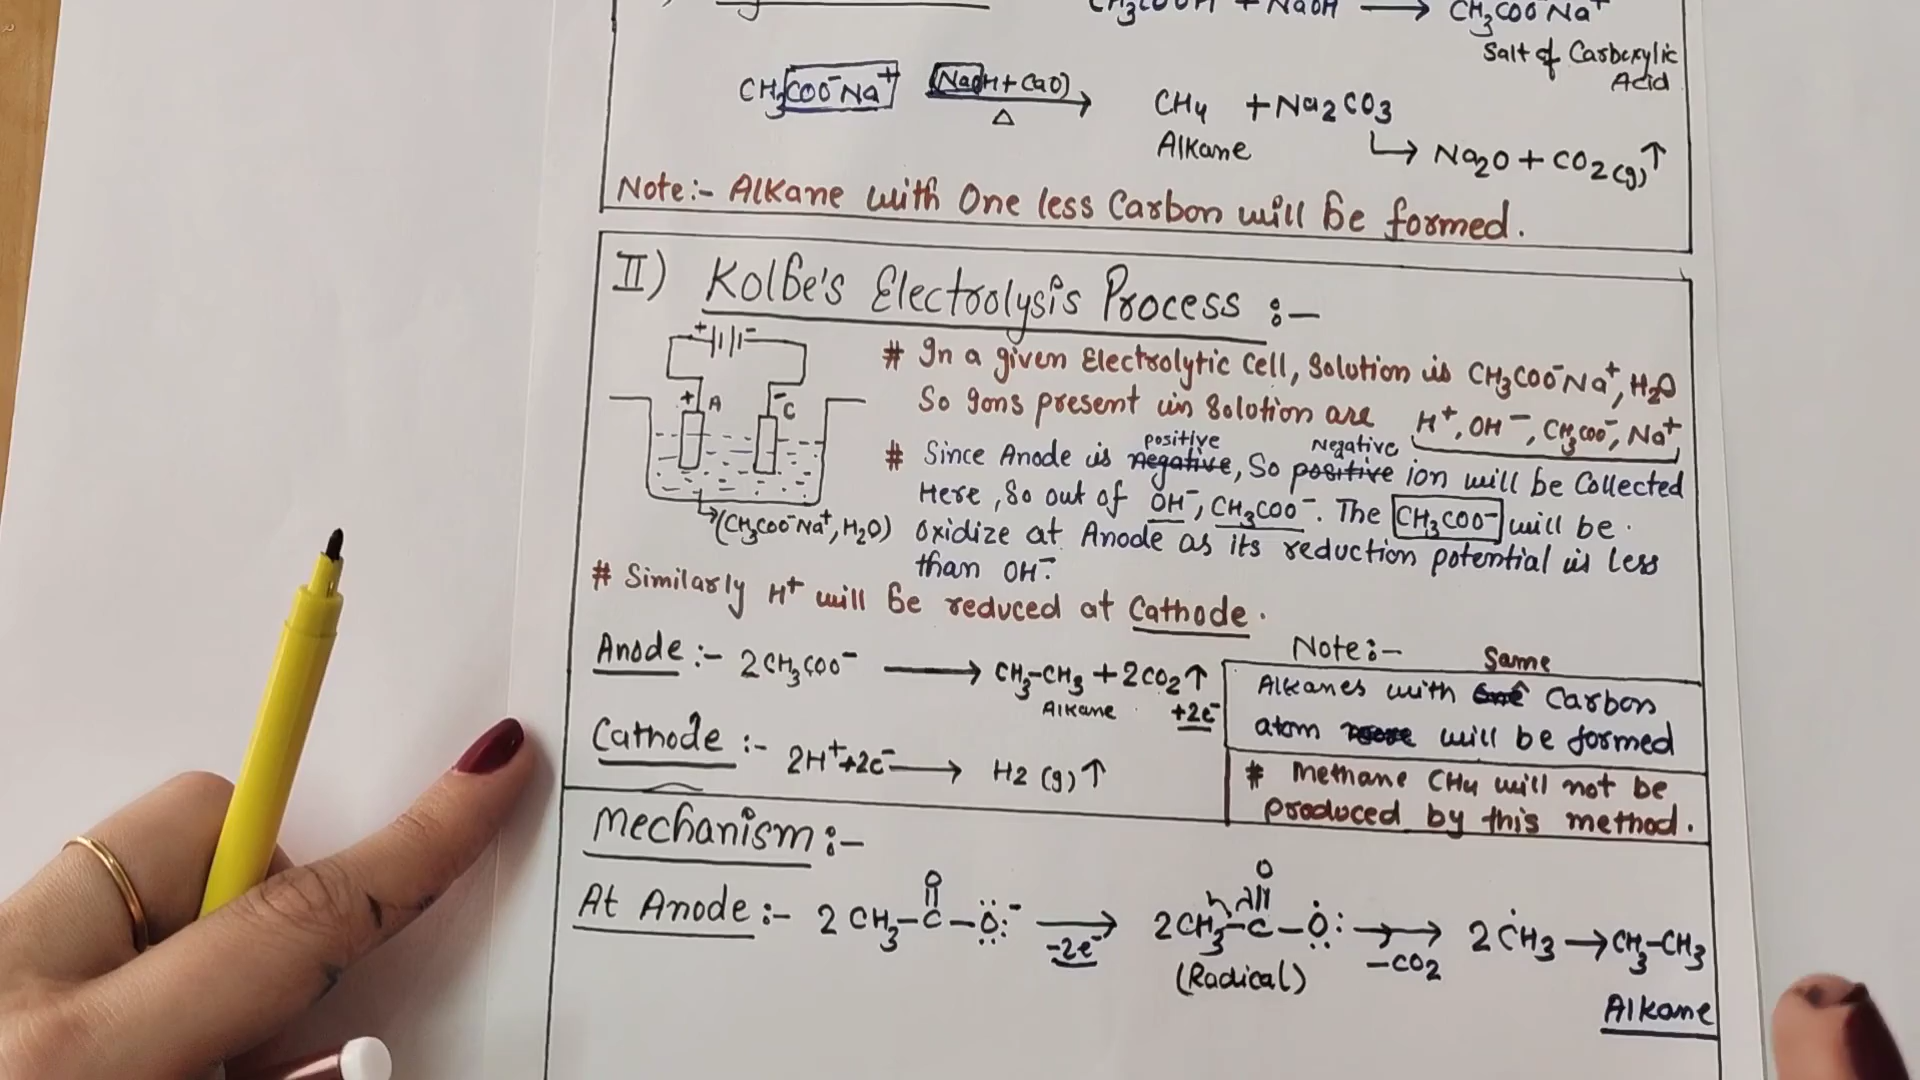 CH3COOH + NaOH ⟶ CH3COO⁻Na⁺
Salt of Carboxylic
Acid
CH3COO⁻Na⁺ (NaOH + CaO) ⟶ CH4 + Na2CO3
Δ
Alkane ↳ Na2O + CO2(g)↑
Note:- Alkane with One less Carbon will be formed.
II) Kolbe's Electrolysis Process :-
+ -
+ A - C
(CH3COO⁻Na⁺, H2O)
# In a given Electrolytic Cell, Solution is CH3COO⁻Na⁺, H2O
So Ions present in Solution are H⁺, OH⁻, CH3COO⁻, Na⁺
positive Negative
# Since Anode is negative, So positive ion will be Collected
Here, So out of OH⁻, CH3COO⁻. The CH3COO⁻ will be
oxidize at Anode as its reduction potential is less
than OH⁻.
# Similarly H⁺ will be reduced at Cathode.
Anode :- 2CH3COO⁻ ⟶ CH3-CH3 + 2CO2↑
Alkane +2e⁻
Cathode :- 2H⁺+2e⁻ ⟶ H2 (g)↑
Note:-
Same
Alkanes with Carbon
atom will be formed
# Methane CH4 will not be
produced by this method.
Mechanism:-
At Anode:- 2 CH3-C(=O)-O:⁻ ⟶ 2CH3-C(=O)-O: ⟶ 2ĊH3 ⟶ CH3-CH3
-2e⁻ (Radical) -CO2
Alkane